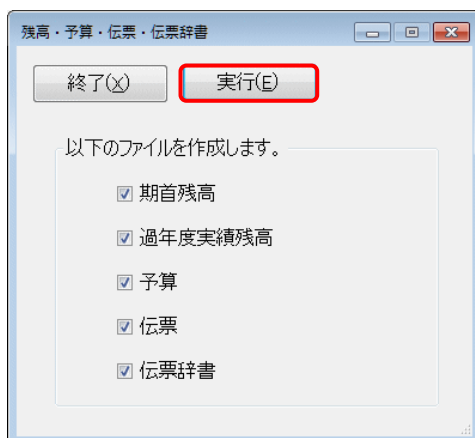 残高・予算・伝票・伝票辞書
終了(X) 実行(E)
以下のファイルを作成します。
期首残高
過年度実績残高
予算
伝票
伝票辞書